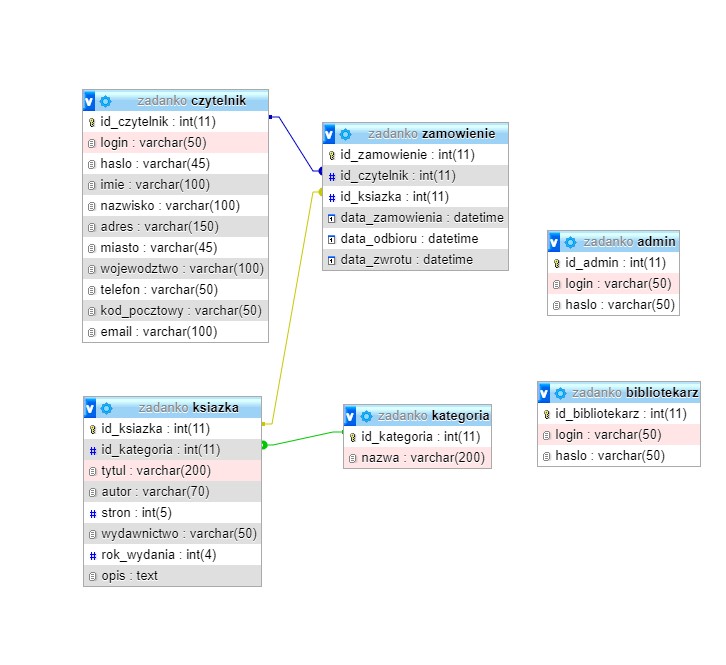 zadanko czytelnik
id_czytelnik : int(11)
login : varchar(50)
haslo : varchar(45)
imie : varchar(100)
nazwisko : varchar(100)
adres : varchar(150)
miasto : varchar(45)
wojewodztwo : varchar(100)
telefon : varchar(50)
kod_pocztowy : varchar(50)
email : varchar(100)
zadanko zamowienie
id_zamowienie : int(11)
id_czytelnik : int(11)
id_ksiazka : int(11)
data_zamowienia : datetime
data_odbioru : datetime
data_zwrotu : datetime
zadanko admin
id_admin : int(11)
login : varchar(50)
haslo : varchar(50)
zadanko ksiazka
id_ksiazka : int(11)
id_kategoria : int(11)
tytul : varchar(200)
autor : varchar(70)
stron : int(5)
wydawnictwo : varchar(50)
rok_wydania : int(4)
opis : text
zadanko kategoria
id_kategoria : int(11)
nazwa : varchar(200)
zadanko bibliotekarz
id_bibliotekarz : int(11)
login : varchar(50)
haslo : varchar(50)